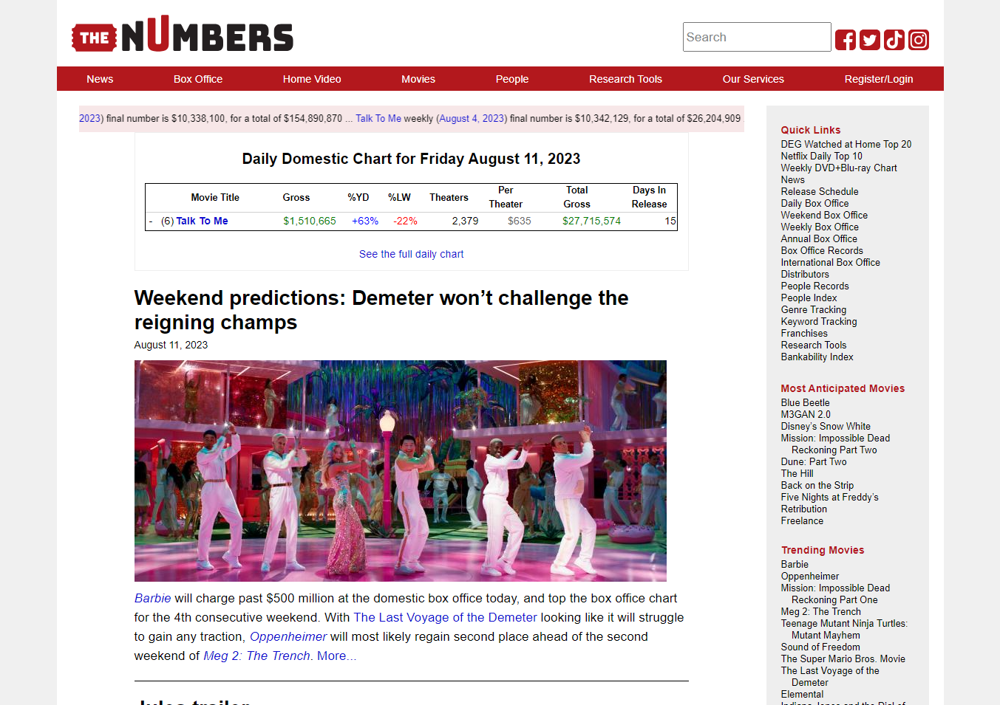 THE NUMBERS
Search
News Box Office Home Video Movies People Research Tools Our Services Register/Login
2023) final number is $10,338,100, for a total of $154,890,870 ... Talk To Me weekly (August 4, 2023) final number is $10,342,129, for a total of $26,204,909
Daily Domestic Chart for Friday August 11, 2023
Movie Title Gross %YD %LW Theaters Per Theater Total Gross Days In Release
- (6) Talk To Me $1,510,665 +63% -22% 2,379 $635 $27,715,574 15
See the full daily chart
Weekend predictions: Demeter won’t challenge the
reigning champs
August 11, 2023
Barbie will charge past $500 million at the domestic box office today, and top the box office chart
for the 4th consecutive weekend. With The Last Voyage of the Demeter looking like it will struggle
to gain any traction, Oppenheimer will most likely regain second place ahead of the second
weekend of Meg 2: The Trench. More...
Jules trailer
Quick Links
DEG Watched at Home Top 20
Netflix Daily Top 10
Weekly DVD+Blu-ray Chart
News
Release Schedule
Daily Box Office
Weekend Box Office
Weekly Box Office
Annual Box Office
Box Office Records
International Box Office
Distributors
People Records
People Index
Genre Tracking
Keyword Tracking
Franchises
Research Tools
Bankability Index
Most Anticipated Movies
Blue Beetle
M3GAN 2.0
Disney’s Snow White
Mission: Impossible Dead
Reckoning Part Two
Dune: Part Two
The Hill
Back on the Strip
Five Nights at Freddy’s
Retribution
Freelance
Trending Movies
Barbie
Oppenheimer
Mission: Impossible Dead
Reckoning Part One
Meg 2: The Trench
Teenage Mutant Ninja Turtles:
Mutant Mayhem
Sound of Freedom
The Super Mario Bros. Movie
The Last Voyage of the
Demeter
Elemental
Indiana Jones and the Dial of